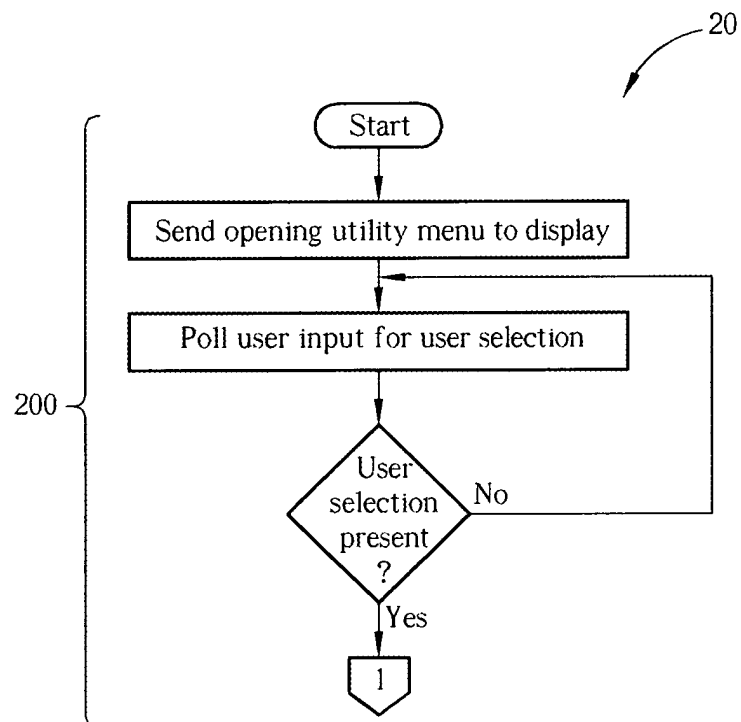 20
Start
Send opening utility menu to display
Poll user input for user selection
200
User
selection
present
?
No
Yes
1